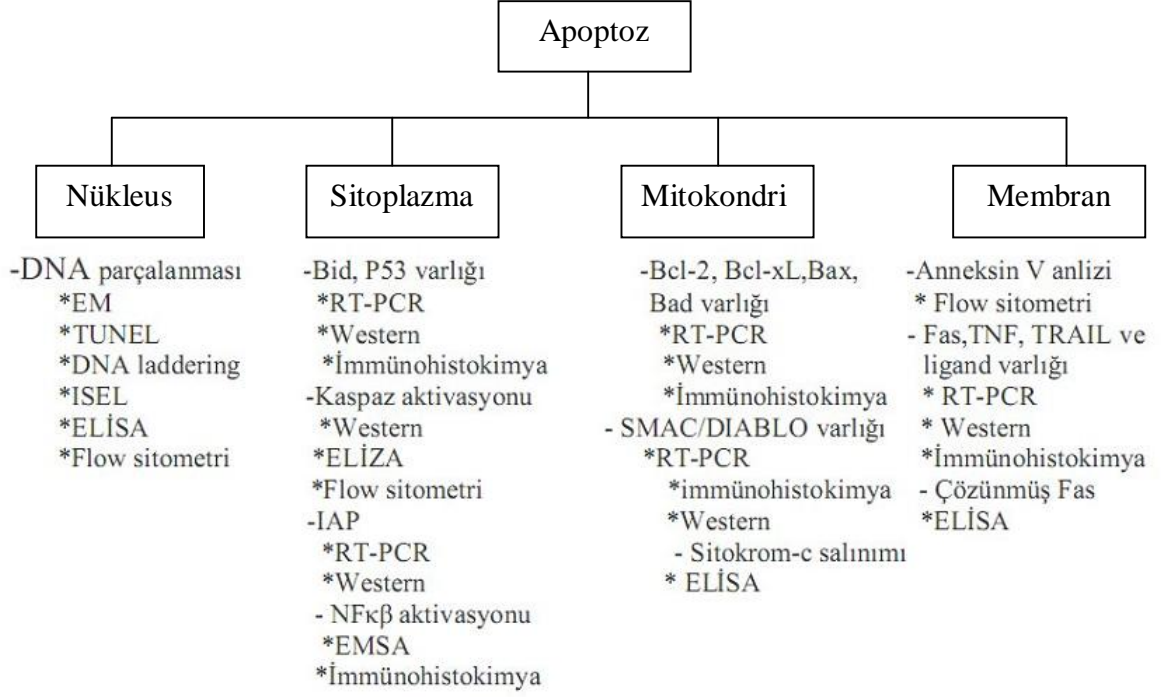 Apoptoz
Nükleus
-DNA parçalanması
*EM
*TUNEL
*DNA laddering
*ISEL
*ELİSA
*Flow sitometri
Sitoplazma
-Bid, P53 varlığı
*RT-PCR
*Western
*İmmünohistokimya
-Kaspaz aktivasyonu
*Western
*ELİZA
*Flow sitometri
-IAP
*RT-PCR
*Western
- NFκβ aktivasyonu
*EMSA
*İmmünohistokimya
Mitokondri
-Bcl-2, Bcl-xL,Bax,
Bad varlığı
*RT-PCR
*Western
*İmmünohistokimya
- SMAC/DIABLO varlığı
*RT-PCR
*immünohistokimya
*Western
- Sitokrom-c salınımı
* ELİSA
Membran
-Anneksin V anlizi
* Flow sitometri
- Fas,TNF, TRAIL ve
ligand varlığı
* RT-PCR
* Western
*İmmünohistokimya
- Çözünmüş Fas
*ELİSA